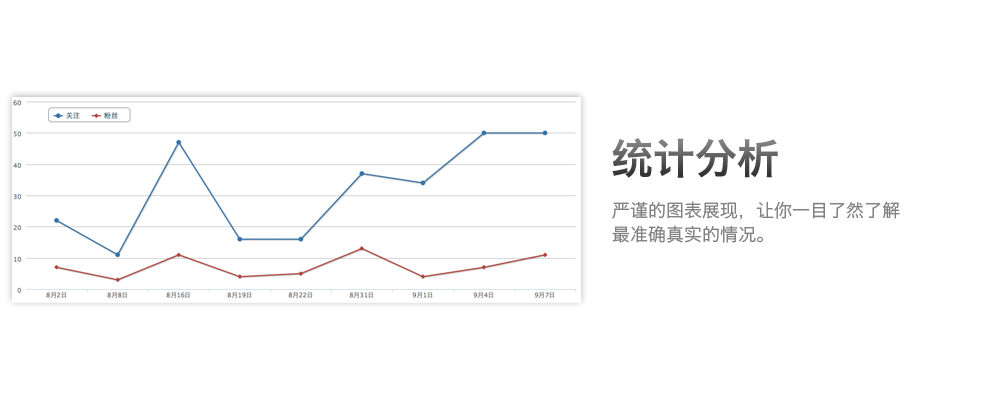 60
关注 粉丝
50
40
30
20
10
0
8月2日 8月8日 8月16日 8月19日 8月22日 8月31日 9月1日 9月4日 9月7日
统计分析
严谨的图表展现，让你一目了然了解
最准确真实的情况。